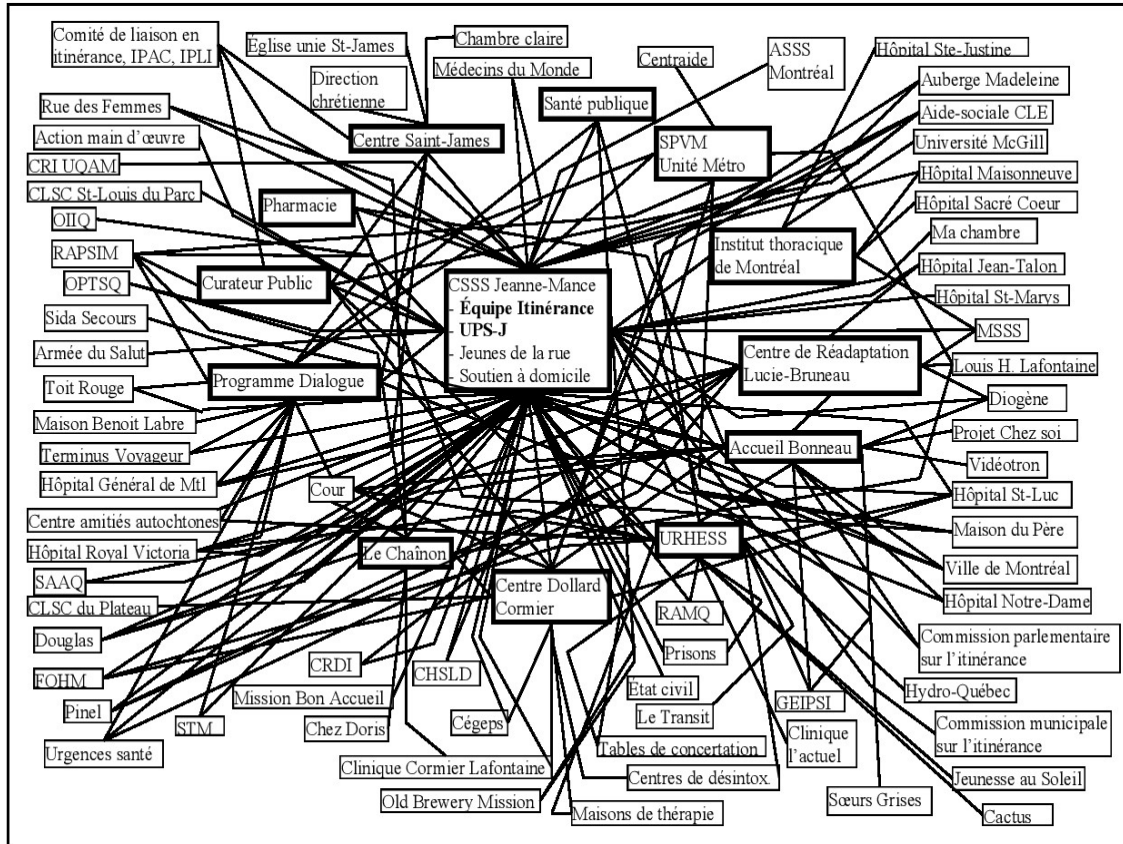 Comité de liaison en
itinérance, IPAC, IPLI
Église unie St-James
Chambre claire
Centraide
ASSS
Montréal
Hôpital Ste-Justine
Direction
chrétienne
Médecins du Monde
Santé publique
Auberge Madeleine
Rue des Femmes
Aide-sociale CLE
Action main d'œuvre
Centre Saint-James
SPVM
Unité Métro
Université McGill
CRI UQAM
Hôpital Maisonneuve
CLSC St-Louis du Parc
Pharmacie
Hôpital Sacré Coeur
OIIQ
Institut thoracique
de Montréal
Ma chambre
RAPSIM
Hôpital Jean-Talon
OPTSQ
Curateur Public
CSSS Jeanne-Mance
- Équipe Itinérance
- UPS-J
- Jeunes de la rue
- Soutien à domicile
Hôpital St-Marys
Sida Secours
MSSS
Armée du Salut
Centre de Réadaptation
Lucie-Bruneau
Louis H. Lafontaine
Toit Rouge
Programme Dialogue
Diogène
Maison Benoit Labre
Projet Chez soi
Terminus Voyageur
Accueil Bonneau
Vidéotron
Hôpital Général de Mtl
Cour
Hôpital St-Luc
Centre amitiés autochtones
Maison du Père
Hôpital Royal Victoria
Le Chaînon
URHESS
Ville de Montréal
SAAQ
Centre Dollard
Cormier
CLSC du Plateau
RAMQ
Hôpital Notre-Dame
Douglas
Prisons
Commission parlementaire
sur l'itinérance
FOHM
CRDI
CHSLD
État civil
Hydro-Québec
Pinel
Mission Bon Accueil
Le Transit
GEIPSI
STM
Chez Doris
Cégeps
Clinique
l'actuel
Commission municipale
sur l'itinérance
Urgences santé
Tables de concertation
Clinique Cormier Lafontaine
Centres de désintox.
Jeunesse au Soleil
Old Brewery Mission
Maisons de thérapie
Sœurs Grises
Cactus